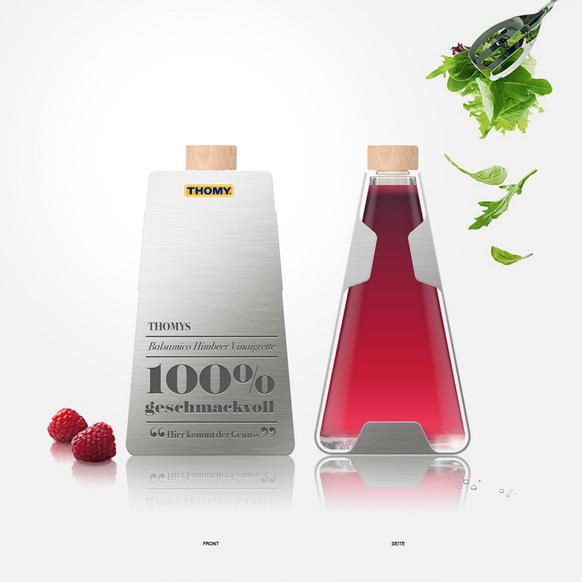 THOMY.
THOMYS
Balsamico Himbeer Vinaigrette
100%
geschmackvoll
“Hier kommt der Genuss”
FRONT
SEITE